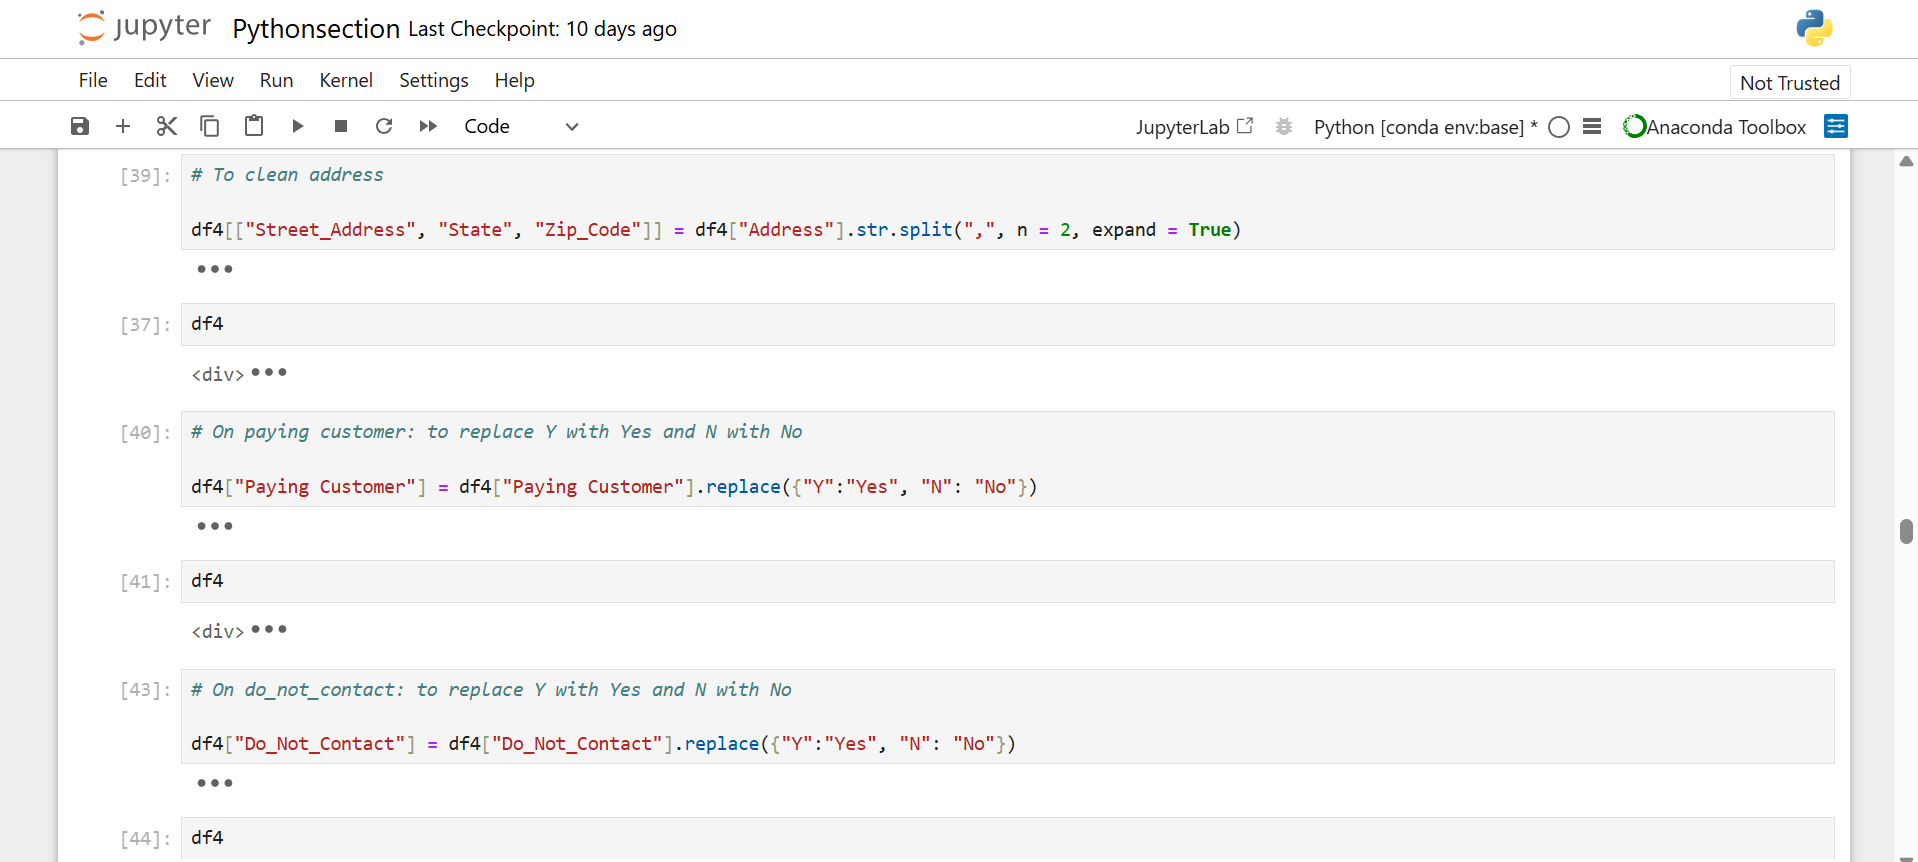 jupyter Pythonsection Last Checkpoint: 10 days ago
File Edit View Run Kernel Settings Help Not Trusted
Code JupyterLab Python [conda env:base] * Anaconda Toolbox
[39]: # To clean address
df4[["Street_Address", "State", "Zip_Code"]] = df4["Address"].str.split(",", n = 2, expand = True)
•••
[37]: df4
<div> •••
[40]: # On paying customer: to replace Y with Yes and N with No
df4["Paying Customer"] = df4["Paying Customer"].replace({"Y":"Yes", "N": "No"})
•••
[41]: df4
<div> •••
[43]: # On do_not_contact: to replace Y with Yes and N with No
df4["Do_Not_Contact"] = df4["Do_Not_Contact"].replace({"Y":"Yes", "N": "No"})
•••
[44]: df4